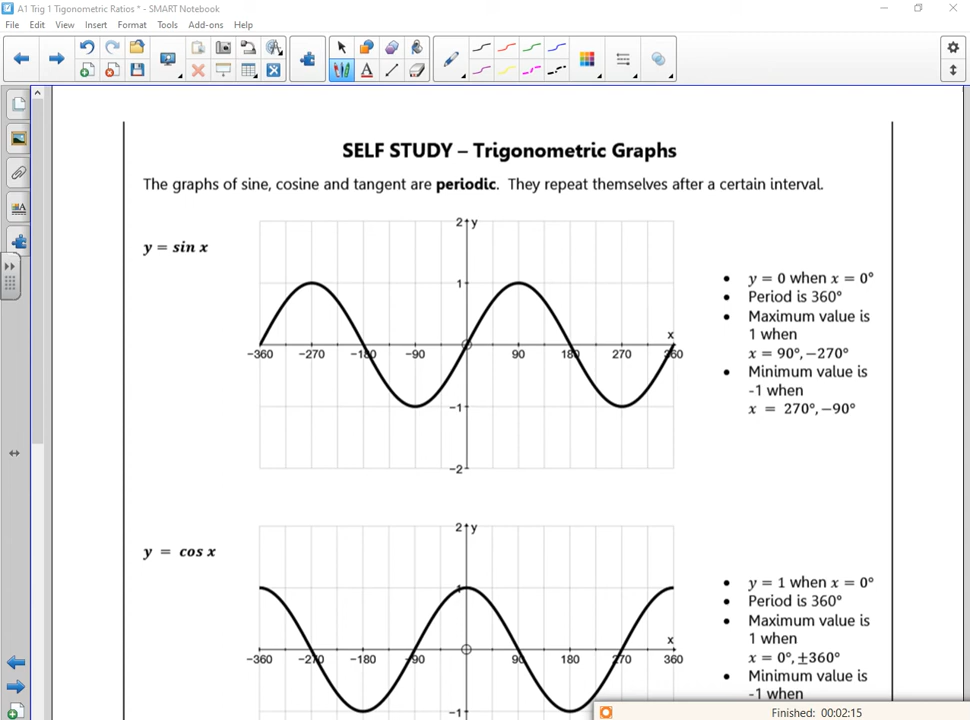 A1 Trig 1 Tigonometric Ratios * - SMART Notebook
File Edit View Insert Format Tools Add-ons Help
SELF STUDY – Trigonometric Graphs
The graphs of sine, cosine and tangent are periodic. They repeat themselves after a certain interval.
y = sin x
2 y
1
x
-360 -270 -180 -90 90 180 270 360
-1
-2
y = 0 when x = 0°
Period is 360°
Maximum value is
1 when
x = 90°, −270°
Minimum value is
-1 when
x = 270°, −90°
y = cos x
2 y
1
x
-360 -270 -180 -90 90 180 270 360
-1
y = 1 when x = 0°
Period is 360°
Maximum value is
1 when
x = 0°, ±360°
Minimum value is
-1 when
Finished: 00:02:15